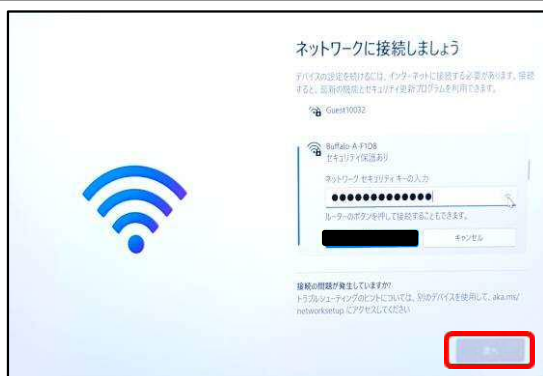 ネットワークに接続しましょう
デバイスの設定を続けるには、インターネットに接続する必要があります。接続
すると、最新の機能とセキュリティ更新プログラムを利用できます。
Guest10032
Buffalo-A-F1D8
セキュリティ保護あり
ネットワーク セキュリティ キーの入力
●●●●●●●●●●●●●
ルーターのボタンを押して接続することもできます。
キャンセル
接続の問題が発生していますか?
トラブルシューティングのヒントについては、別のデバイスを使用して、aka.ms/
networksetup にアクセスしてください
次へ